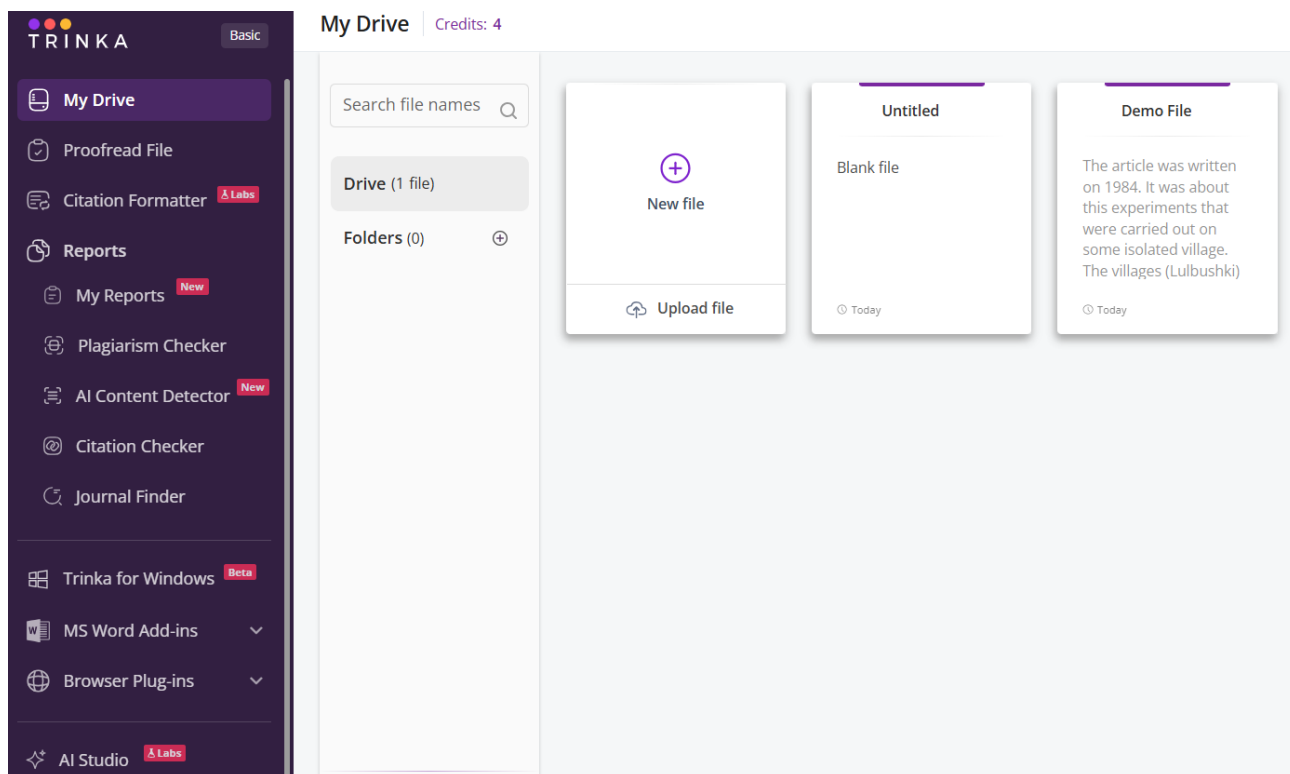 TRINKA
Basic
My Drive
Proofread File
Citation Formatter Labs
Reports
My Reports New
Plagiarism Checker
AI Content Detector New
Citation Checker
Journal Finder
Trinka for Windows Beta
MS Word Add-ins
Browser Plug-ins
AI Studio Labs
My Drive Credits: 4
Search file names
Drive (1 file)
Folders (0)
New file
Upload file
Untitled
Blank file
Today
Demo File
The article was written
on 1984. It was about
this experiments that
were carried out on
some isolated village.
The villages (Lulbushki)
Today